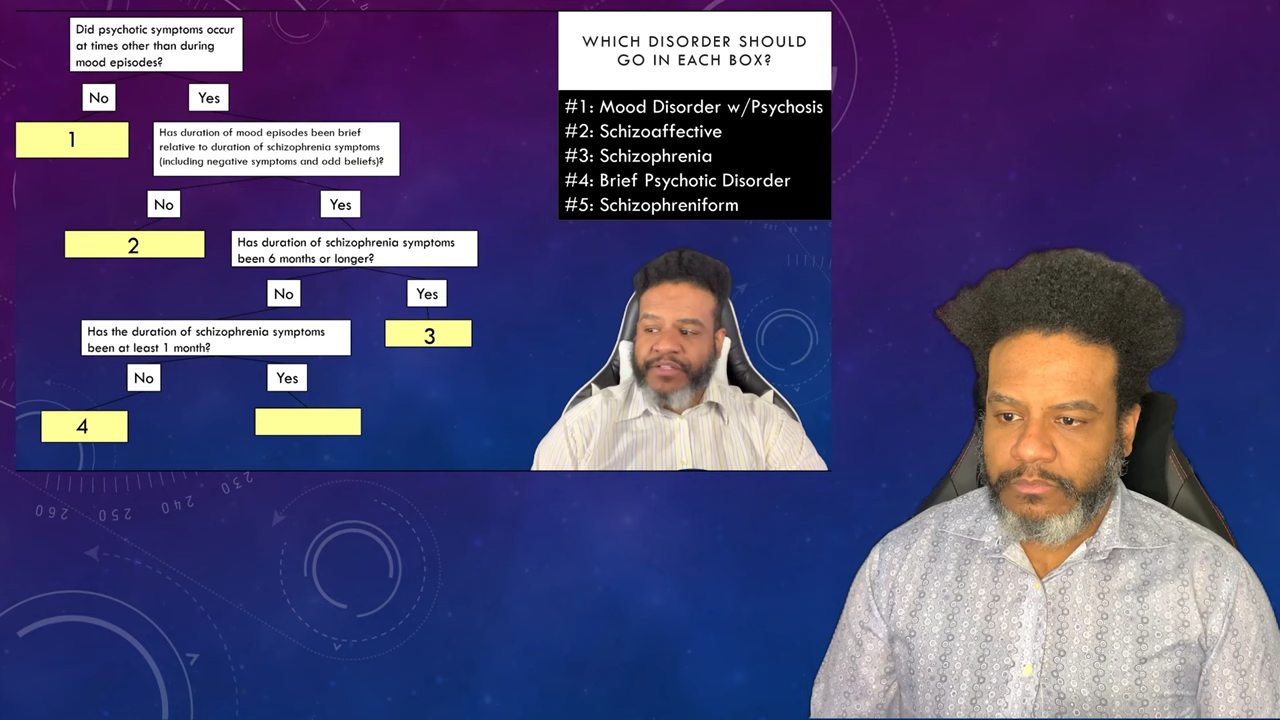 Did psychotic symptoms occur
at times other than during
mood episodes?
No
Yes
1
Has duration of mood episodes been brief
relative to duration of schizophrenia symptoms
(including negative symptoms and odd beliefs)?
No
Yes
2
Has duration of schizophrenia symptoms
been 6 months or longer?
No
Yes
Has the duration of schizophrenia symptoms
been at least 1 month?
3
No
Yes
4
WHICH DISORDER SHOULD
GO IN EACH BOX?
#1: Mood Disorder w/Psychosis
#2: Schizoaffective
#3: Schizophrenia
#4: Brief Psychotic Disorder
#5: Schizophreniform
260
250
240
230